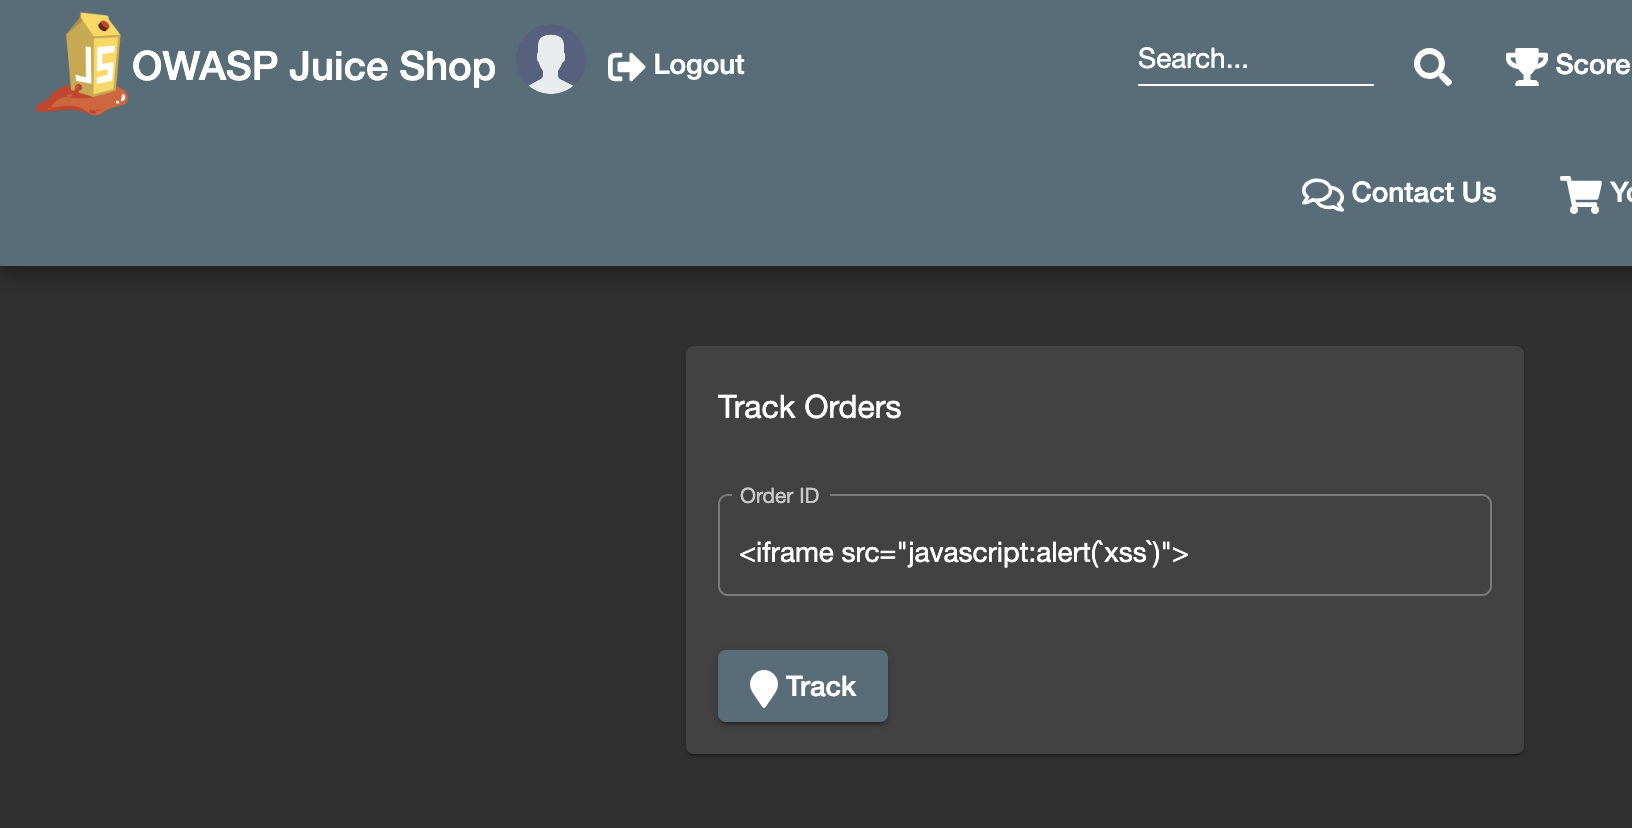 JS OWASP Juice Shop Logout Search... Score
Contact Us
Track Orders
Order ID
<iframe src="javascript:alert(`xss`)">
Track